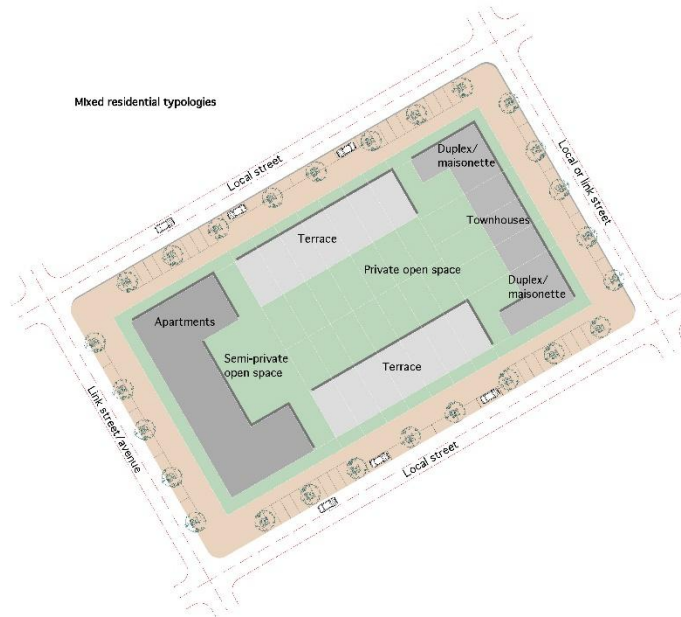 Mixed residential typologies
Local street
Duplex/
maisonette
Local or link street
Townhouses
Terrace
Private open space
Duplex/
maisonette
Apartments
Semi-private
open space
Terrace
Link street/avenue
Local street